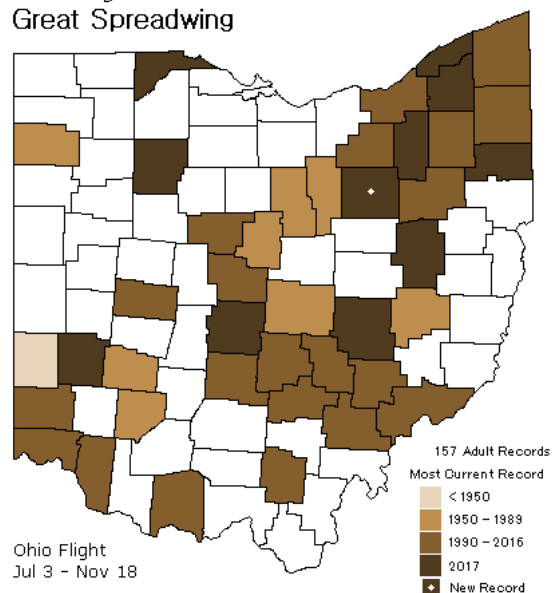 Great Spreadwing
157 Adult Records
Most Current Record
< 1950
1950 - 1989
1990 - 2016
2017
New Record
Ohio Flight
Jul 3 - Nov 18